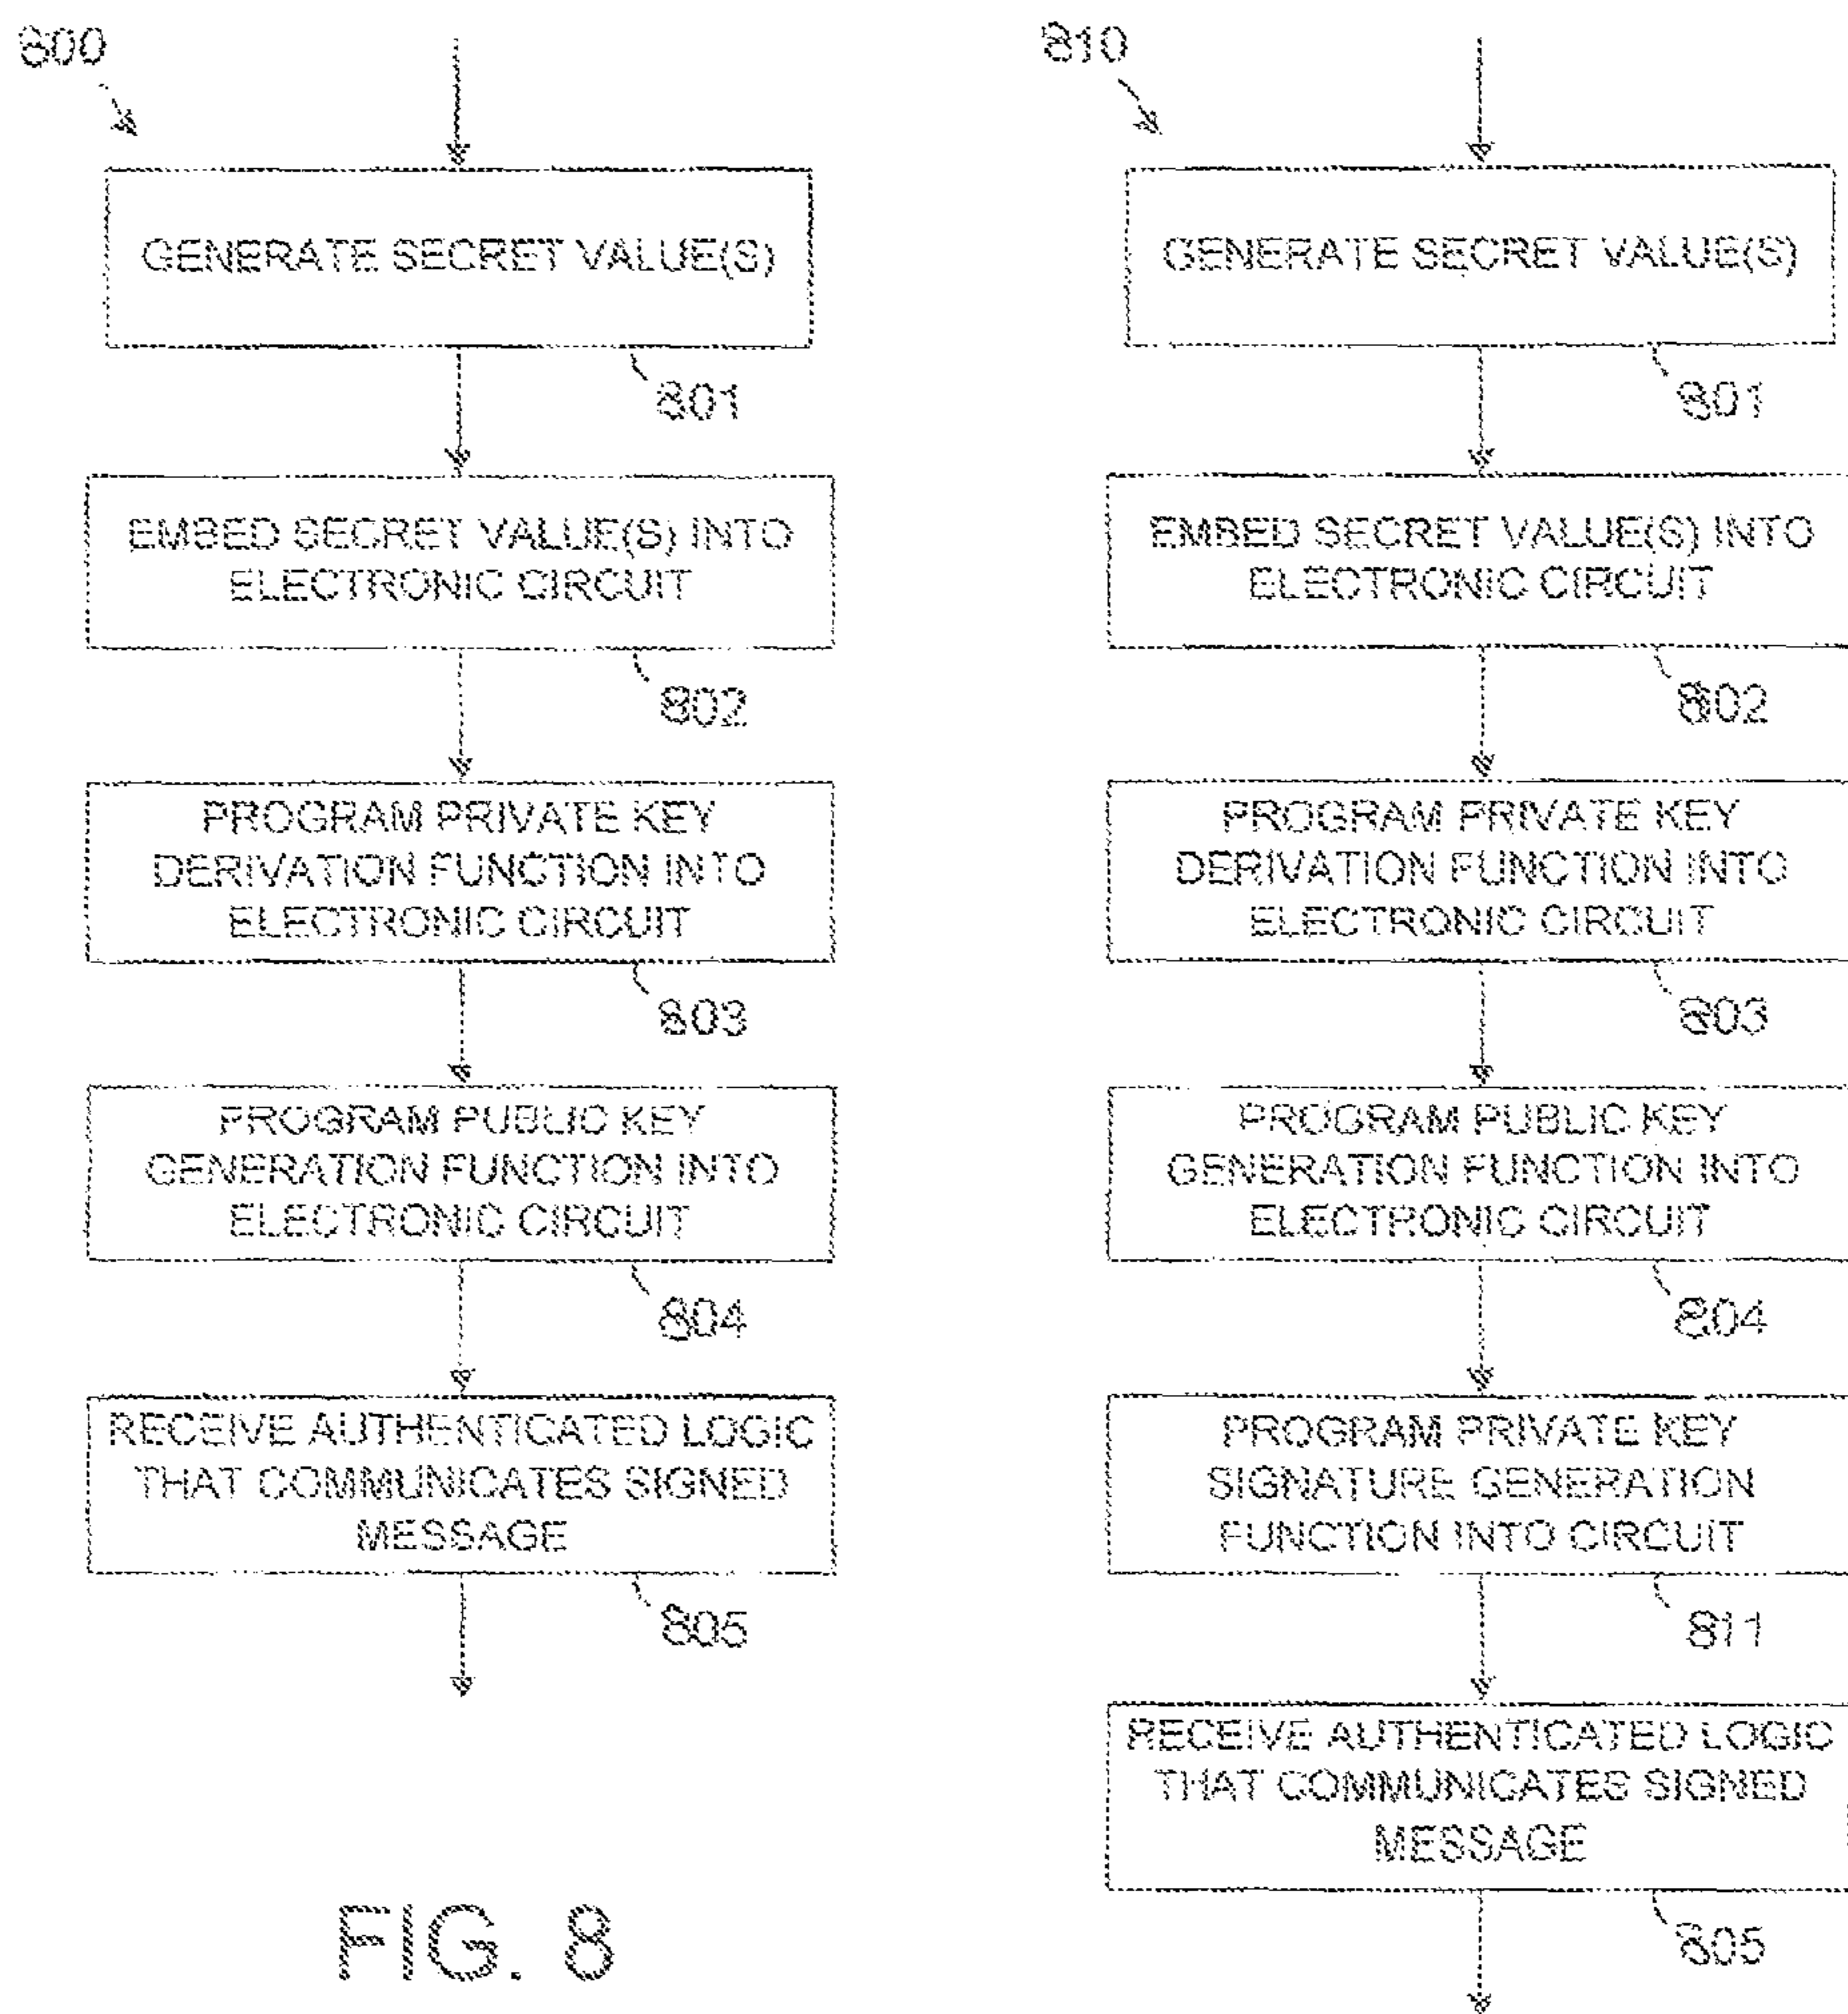 800
GENERATE SECRET VALUE(S)
801
EMBED SECRET VALUE(S) INTO
ELECTRONIC CIRCUIT
802
PROGRAM PRIVATE KEY
DERIVATION FUNCTION INTO
ELECTRONIC CIRCUIT
803
PROGRAM PUBLIC KEY
GENERATION FUNCTION INTO
ELECTRONIC CIRCUIT
804
RECEIVE AUTHENTICATED LOGIC
THAT COMMUNICATES SIGNED
MESSAGE
805
810
GENERATE SECRET VALUE(S)
801
EMBED SECRET VALUE(S) INTO
ELECTRONIC CIRCUIT
802
PROGRAM PRIVATE KEY
DERIVATION FUNCTION INTO
ELECTRONIC CIRCUIT
803
PROGRAM PUBLIC KEY
GENERATION FUNCTION INTO
ELECTRONIC CIRCUIT
804
PROGRAM PRIVATE KEY
SIGNATURE GENERATION
FUNCTION INTO CIRCUIT
811
RECEIVE AUTHENTICATED LOGIC
THAT COMMUNICATES SIGNED
MESSAGE
805
FIG. 8